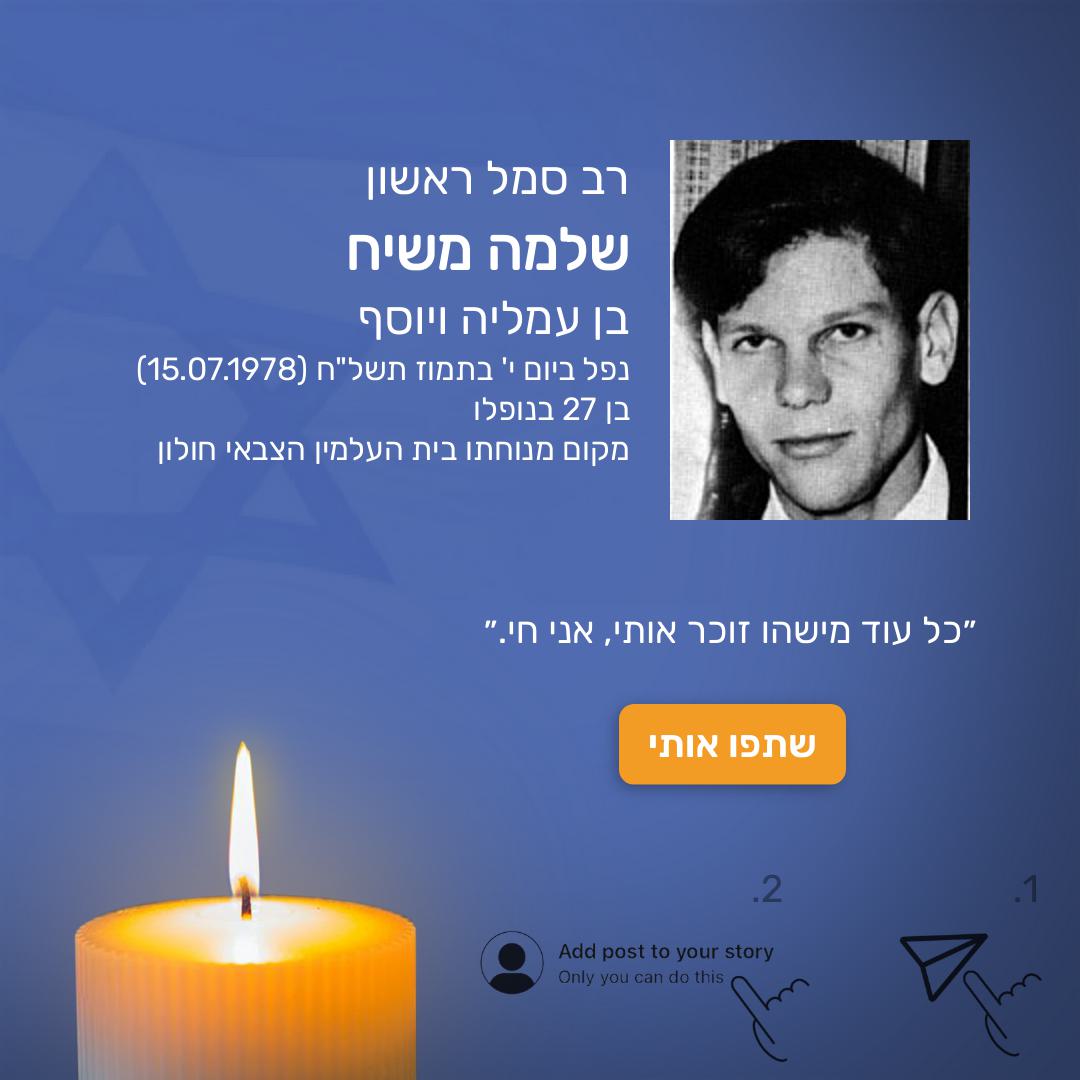 רב סמל ראשון
שלמה משיח
בן עמליה ויוסף
נפל ביום י' בתמוז תשל"ח (15.07.1978)
בן 27 בנופלו
מקום מנוחתו בית העלמין הצבאי חולון
״כל עוד מישהו זוכר אותי, אני חי.״
שתפו אותי
1.
2.
Add post to your story
Only you can do this